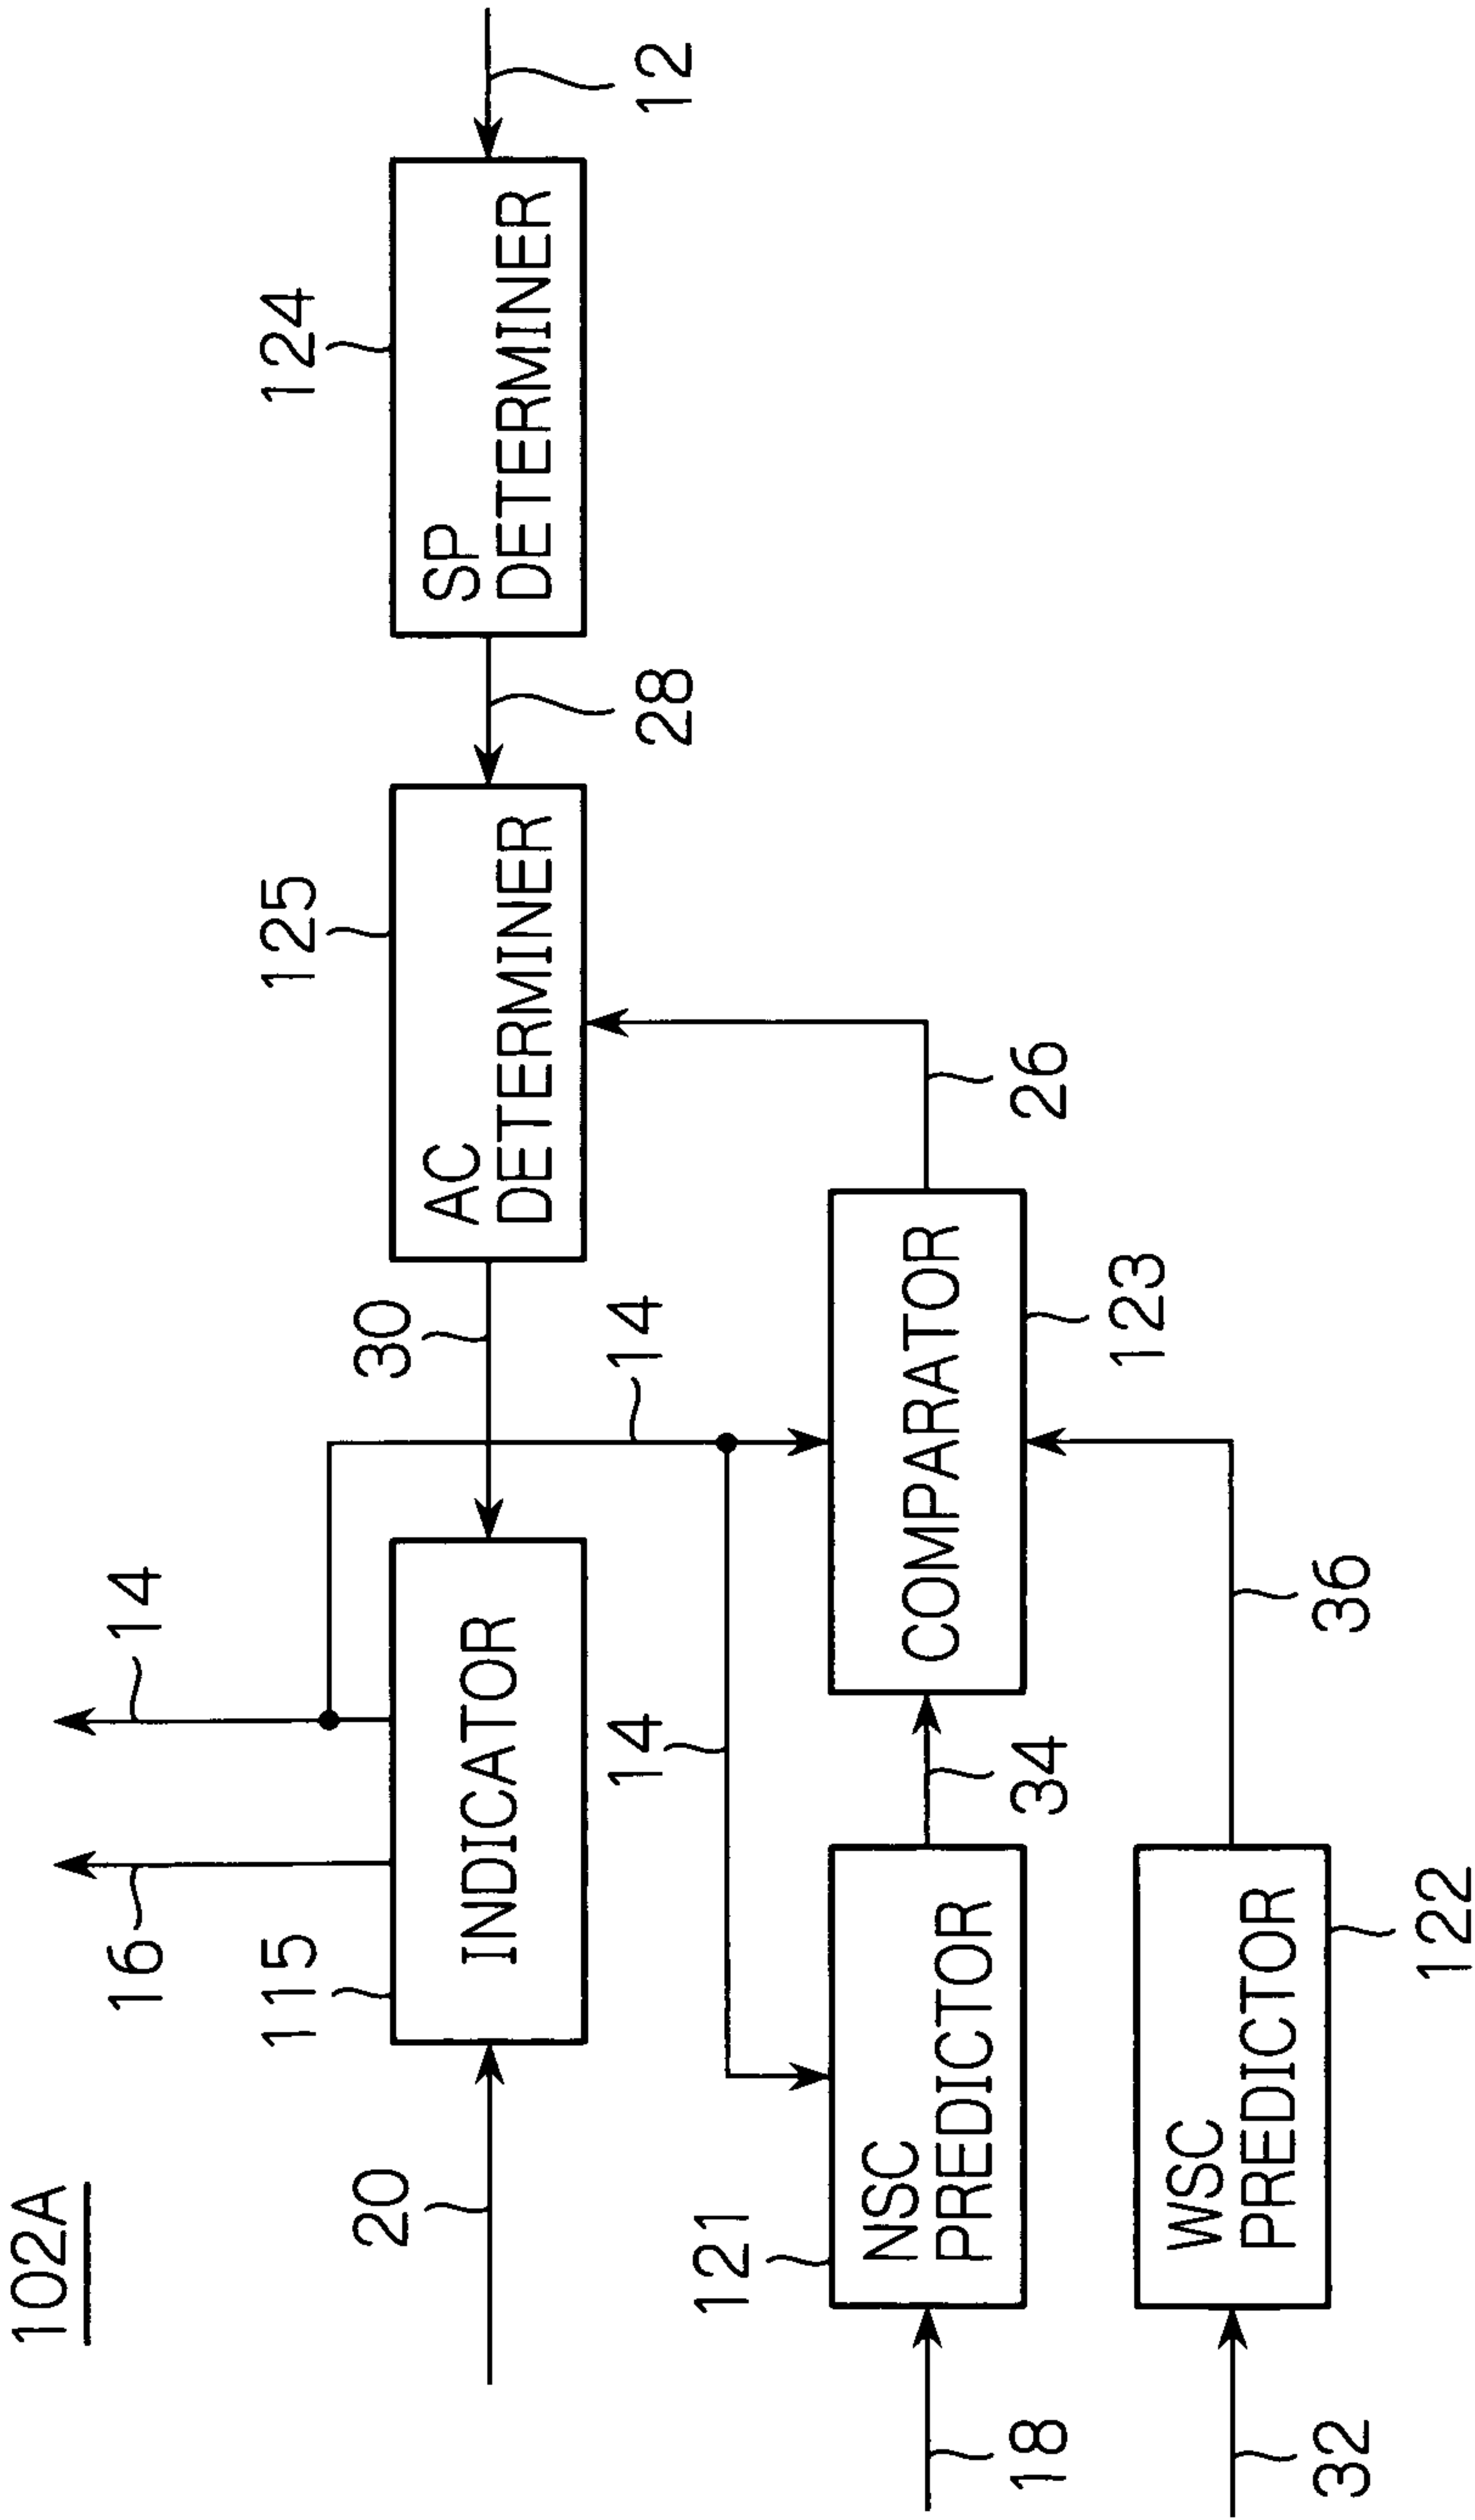 102A
16
14
115
INDICATOR
20
30
125
AC
DETERMINER
124
SP
DETERMINER
28
12
14
14
121
NSC
PREDICTOR
18
34
COMPARATOR
123
26
WSC
PREDICTOR
122
32
36